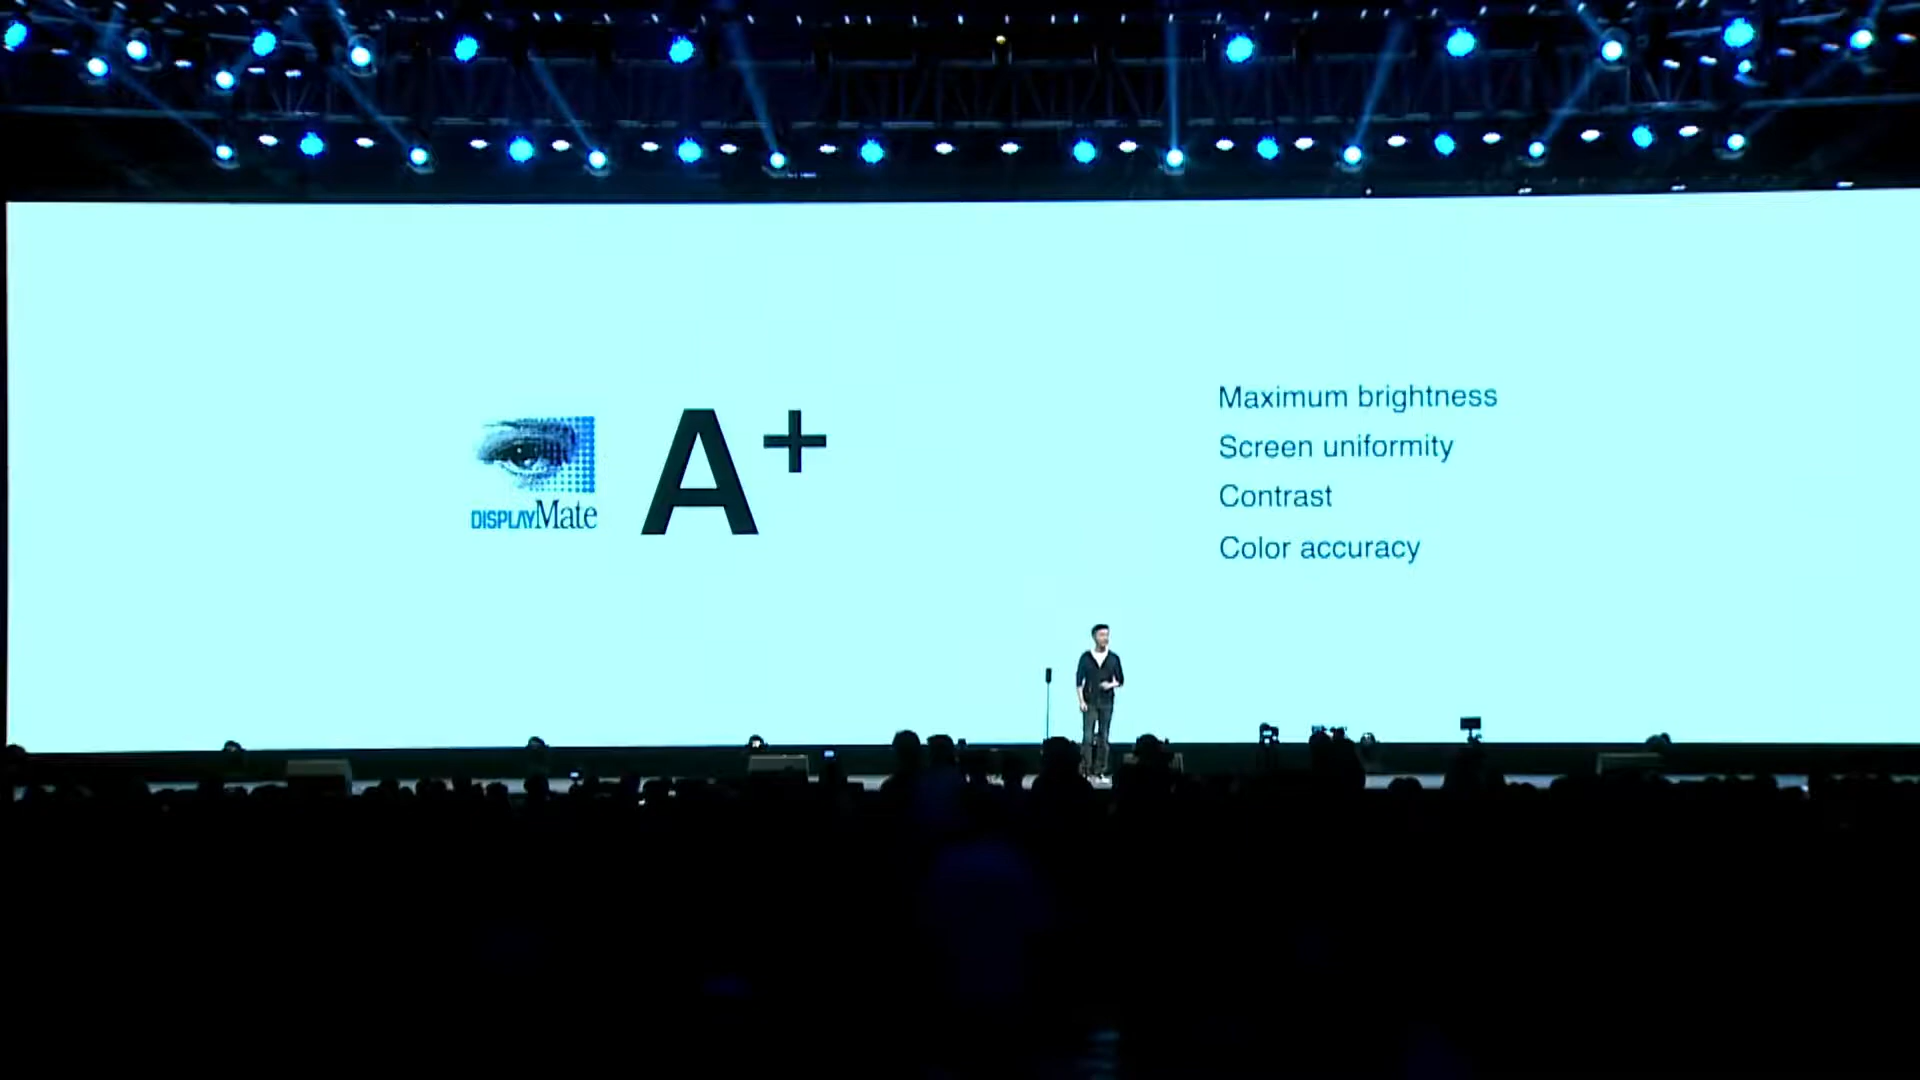 DISPLAYMate
A+
Maximum brightness
Screen uniformity
Contrast
Color accuracy